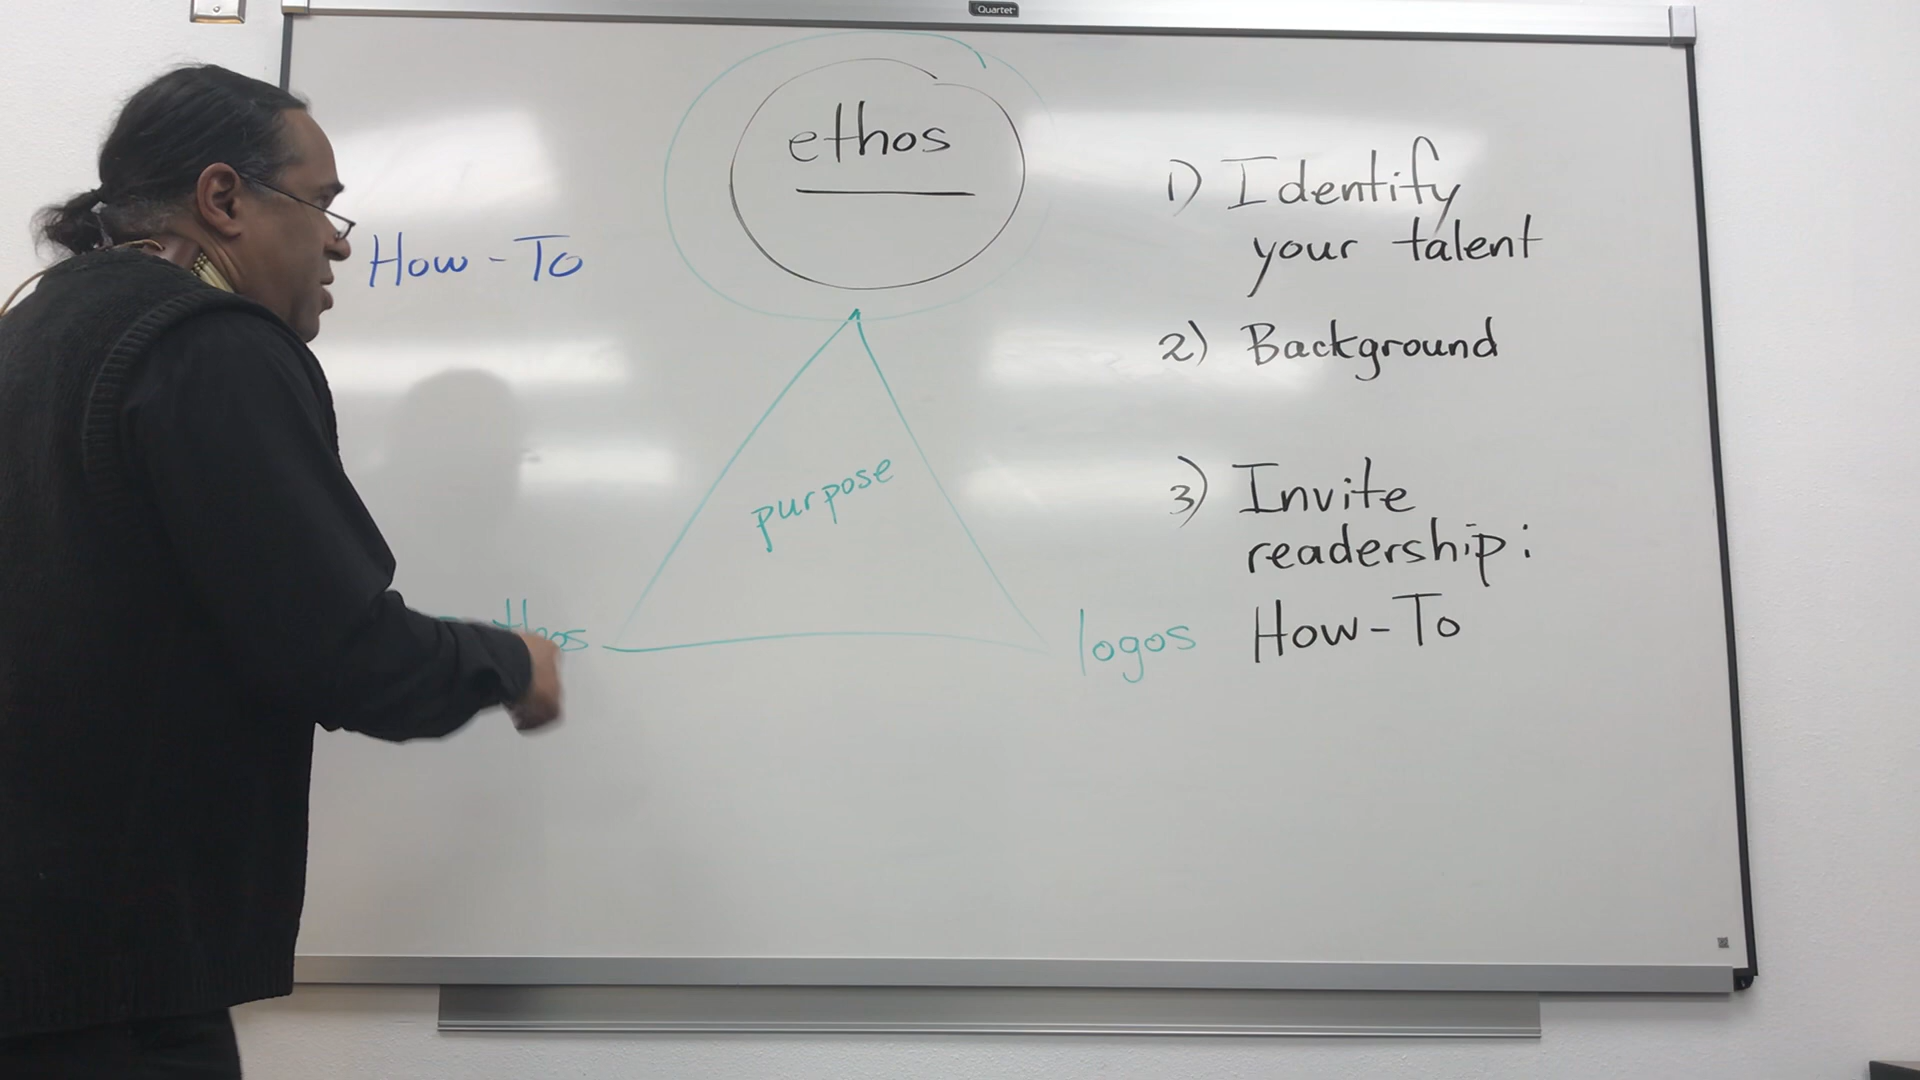 Quartet
ethos
How-To
purpose
logos
1) Identify
your talent
2) Background
3) Invite
readership:
How-To